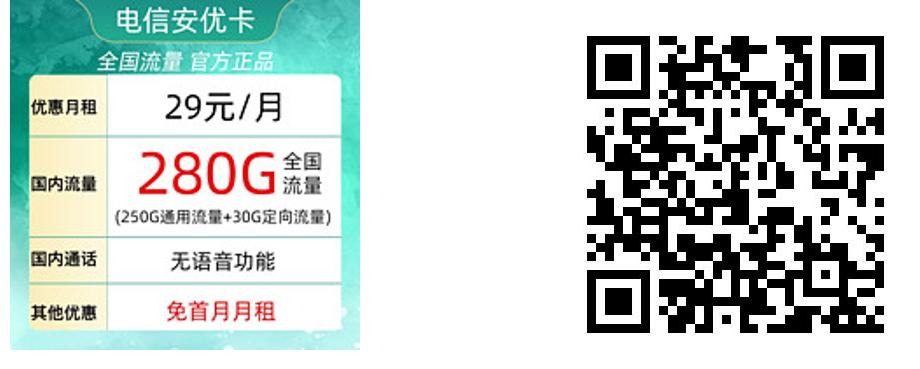 电信安优卡
全国流量 官方正品
优惠月租 29元/月
国内流量 280G 全国流量
(250G通用流量+30G定向流量)
国内通话 无语音功能
其他优惠 免首月月租